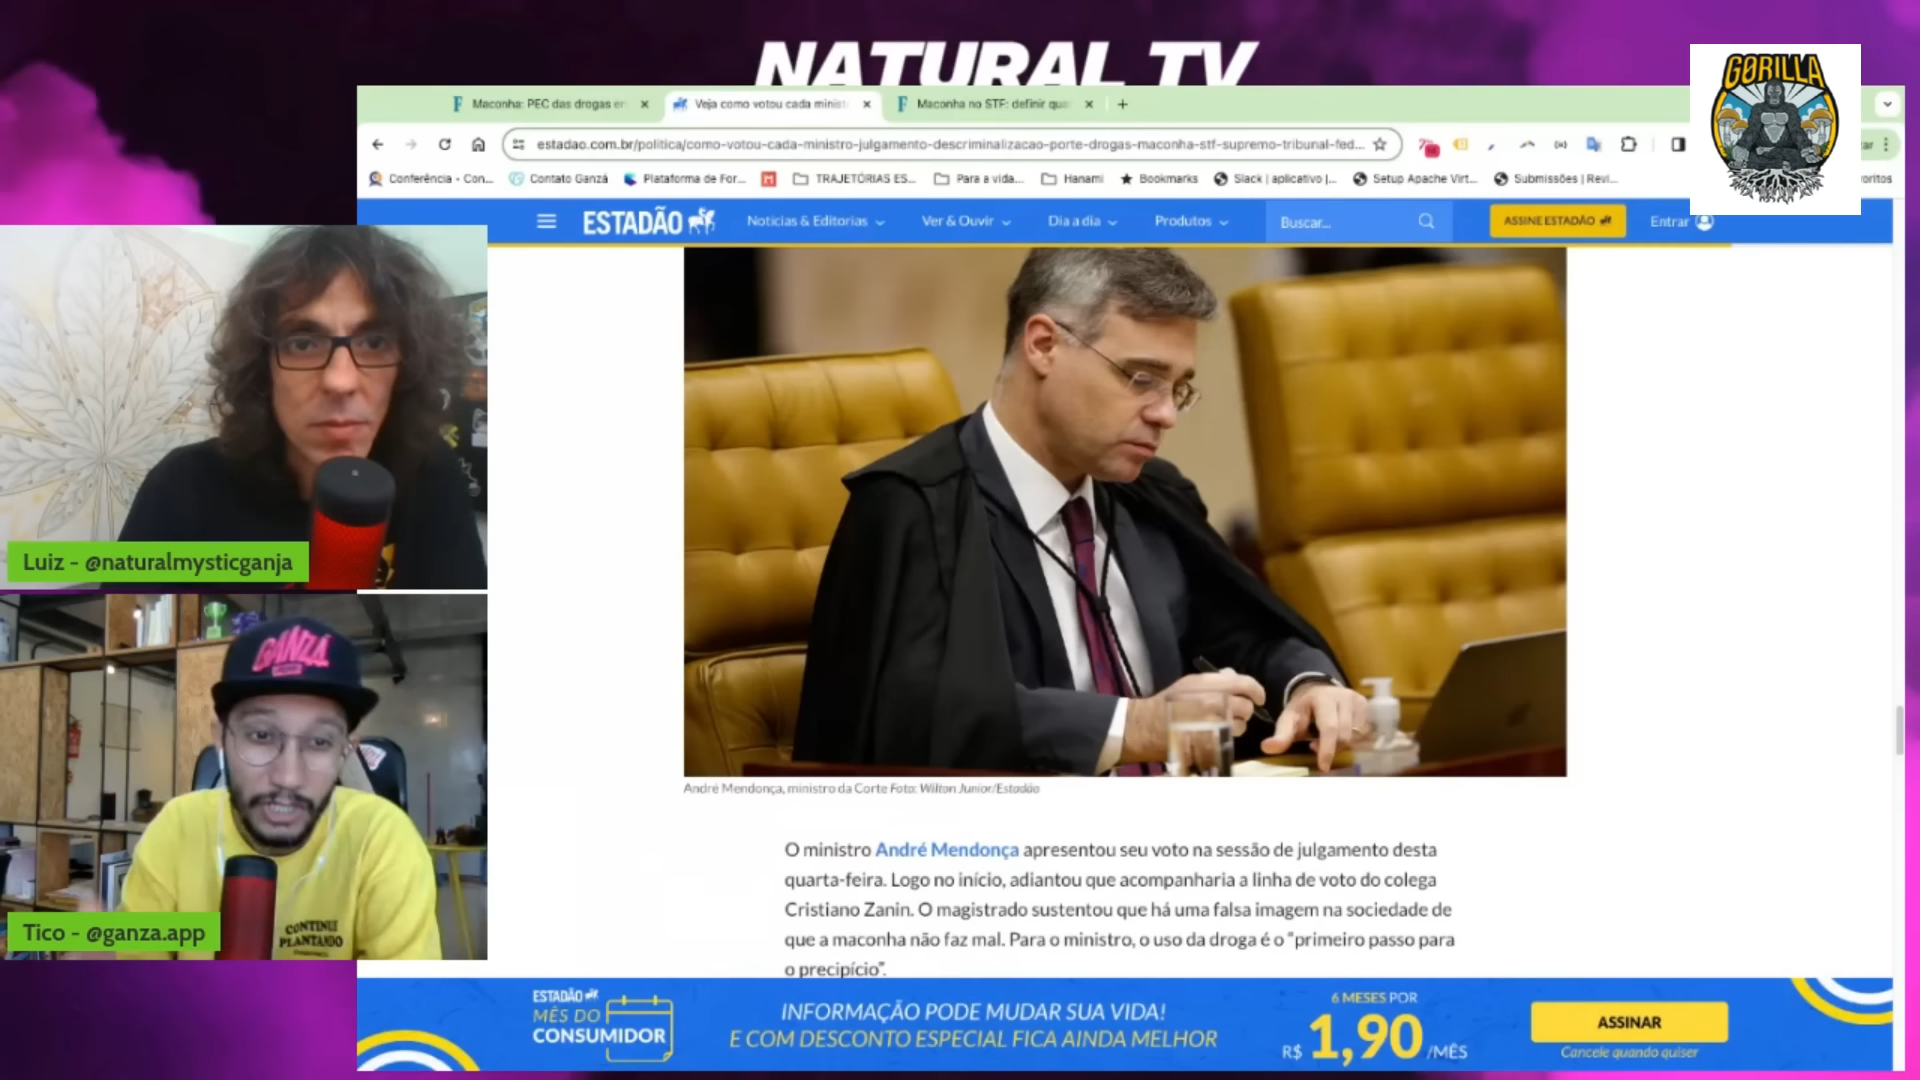 NATURAL TV
GORILLA
Maconha: PEC das drogas en
Veja como votou cada minist
Maconha no STF: definir qua
estadao.com.br/politica/como-votou-cada-ministro-julgamento-descriminalizacao-porte-drogas-maconha-stf-supremo-tribunal-fed...
Conferência - Con...
Contato Ganzá
Plataforma de For...
TRAJETÓRIAS ES...
Para a vida...
Hanami
Bookmarks
Slack | aplicativo |...
Setup Apache Virt...
Submissões | Revi...
ESTADÃO
Notícias & Editorias
Ver & Ouvir
Dia a dia
Produtos
Buscar...
ASSINE ESTADÃO
Entrar
Luiz - @naturalmysticganja
GANZÁ
CONTINUE
PLANTANDO
Tico - @ganza.app
André Mendonça, ministro da Corte Foto: Wilton Junior/Estadão
O ministro André Mendonça apresentou seu voto na sessão de julgamento desta
quarta-feira. Logo no início, adiantou que acompanharia a linha de voto do colega
Cristiano Zanin. O magistrado sustentou que há uma falsa imagem na sociedade de
que a maconha não faz mal. Para o ministro, o uso da droga é o "primeiro passo para
o precipício".
ESTADÃO
MÊS DO
CONSUMIDOR
INFORMAÇÃO PODE MUDAR SUA VIDA!
E COM DESCONTO ESPECIAL FICA AINDA MELHOR
6 MESES POR
R$ 1,90 /MÊS
ASSINAR
Cancele quando quiser